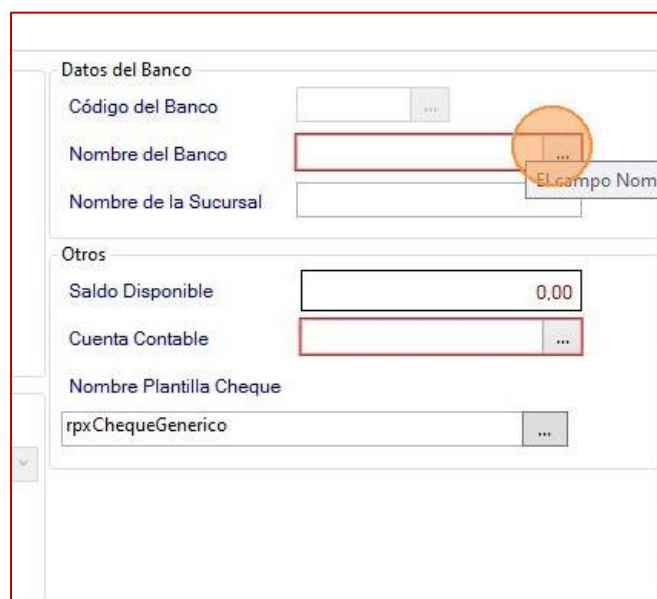 Datos del Banco
Código del Banco
...
Nombre del Banco
...
El campo Nom
Nombre de la Sucursal
Otros
Saldo Disponible
0,00
Cuenta Contable
...
Nombre Plantilla Cheque
rpxChequeGenerico
...